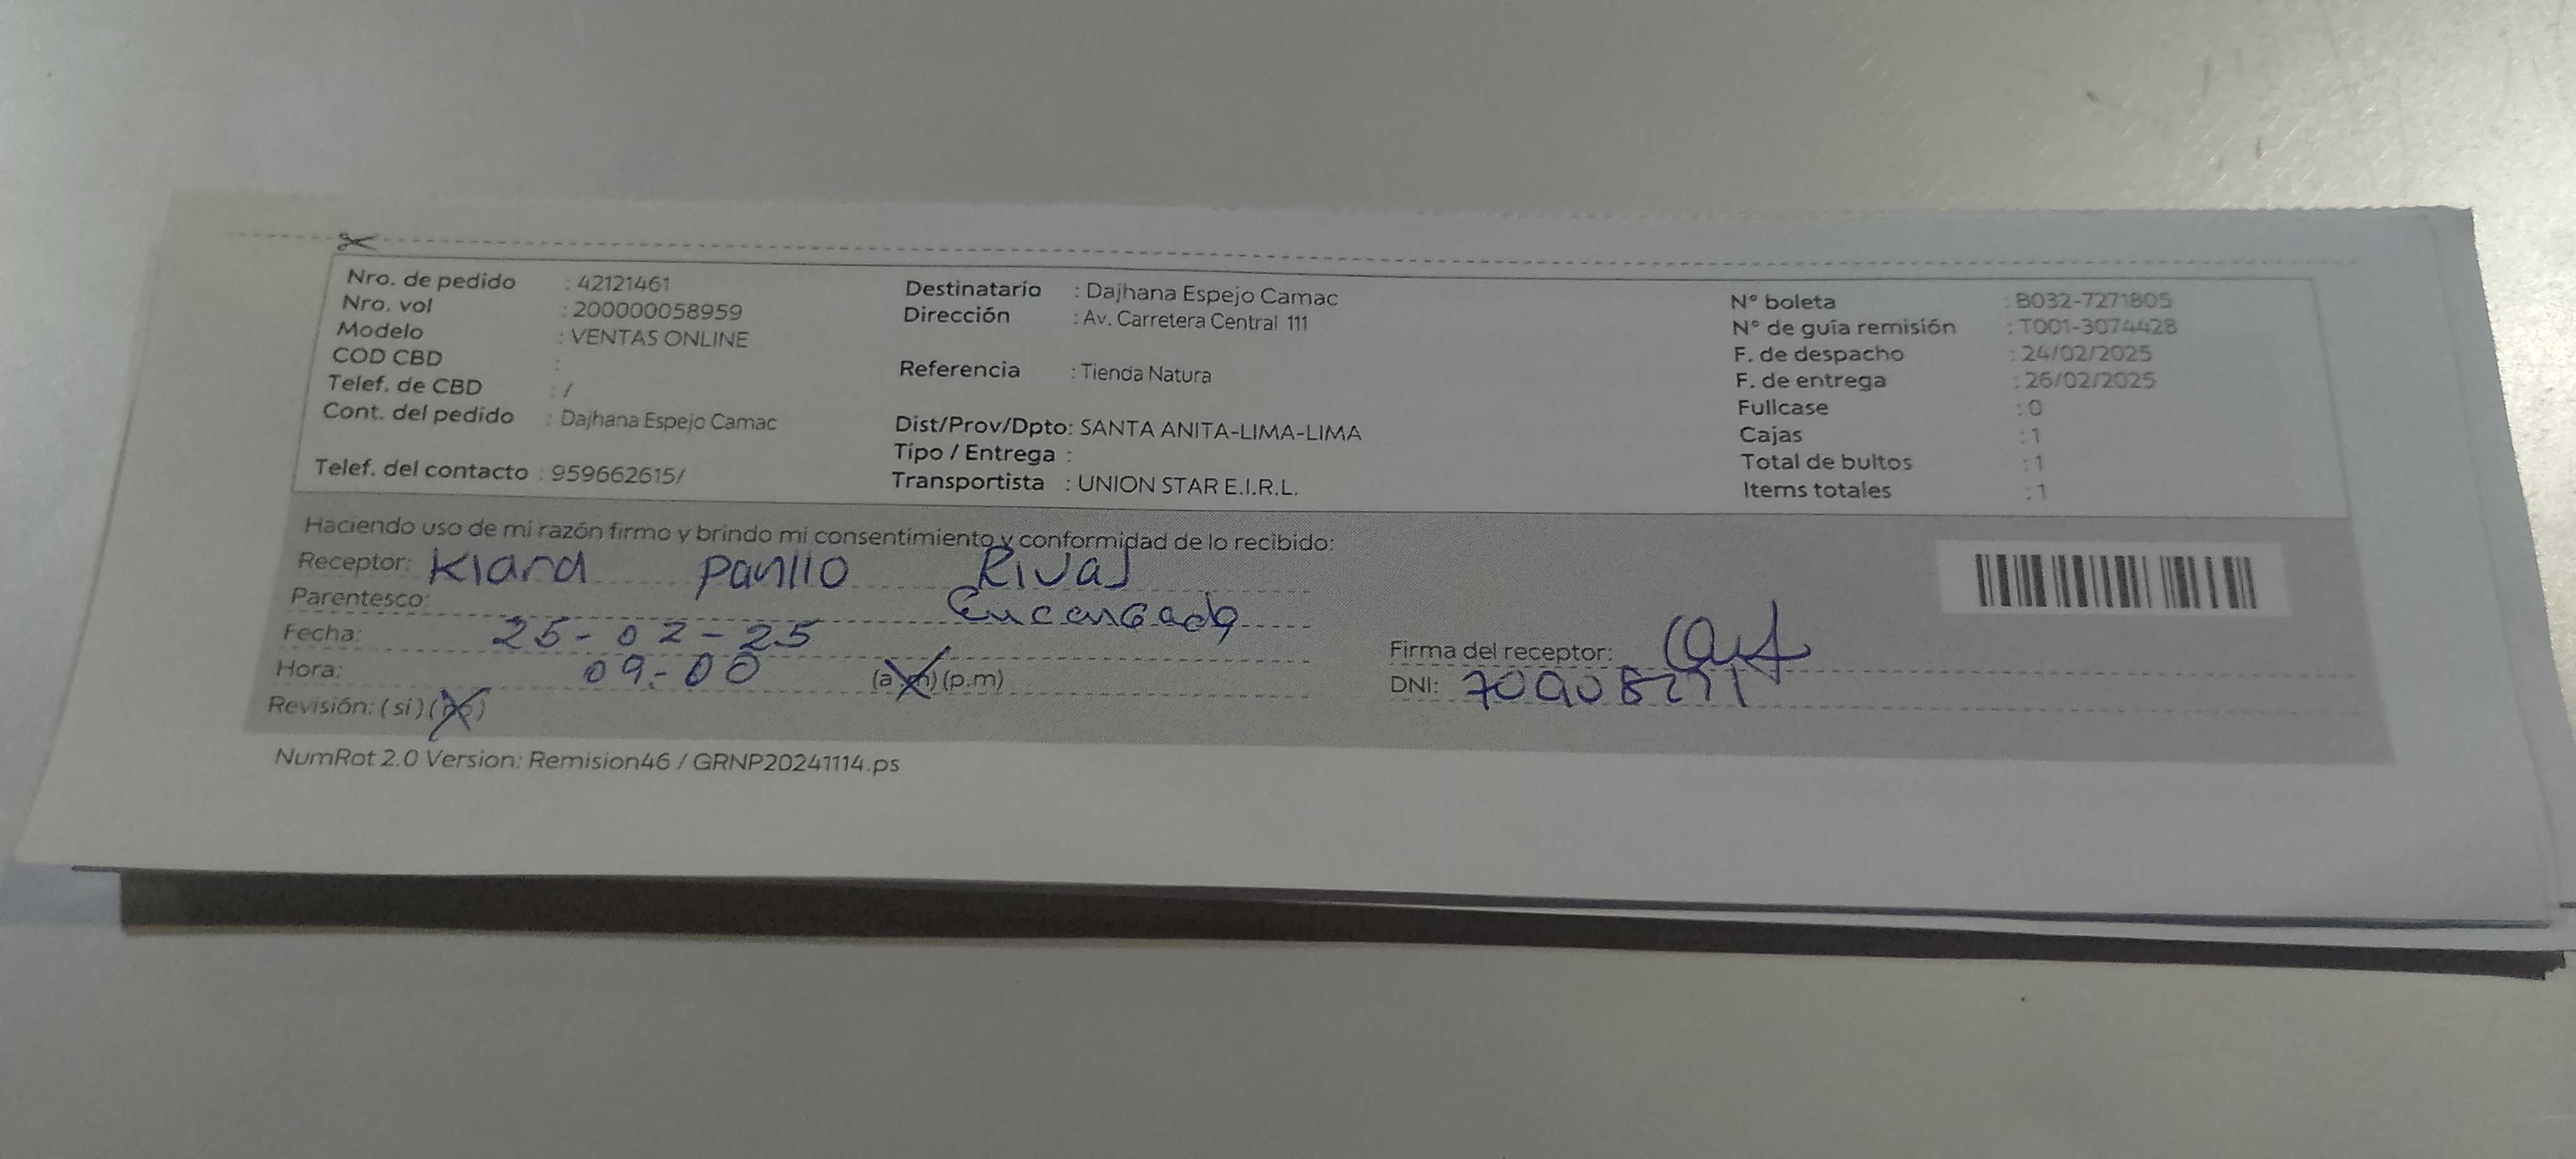 Nro. de pedido : 42121461
Nro. vol : 200000058959
Modelo : VENTAS ONLINE
COD CBD :
Telef. de CBD : /
Cont. del pedido : Dajhana Espejo Camac
Telef. del contacto : 959662615/
Destinatario : Dajhana Espejo Camac
Dirección : Av. Carretera Central 111
Referencia : Tienda Natura
Dist/Prov/Dpto: SANTA ANITA-LIMA-LIMA
Tipo / Entrega :
Transportista : UNION STAR E.I.R.L.
N° boleta : B032-7271805
N° de guía remisión : T001-3074428
F. de despacho : 24/02/2025
F. de entrega : 26/02/2025
Fullcase : 0
Cajas : 1
Total de bultos : 1
Items totales : 1
Haciendo uso de mi razón firmo y brindo mi consentimiento y conformidad de lo recibido:
Receptor: Kiara Rivas
Parentesco: Encargada
Fecha: 25-02-25
Hora: 09:00 (a.m) (p.m)
Revisión: (si) (no)
Firma del receptor:
DNI:
NumRot 2.0 Version: Remision46 / GRNP20241114.ps